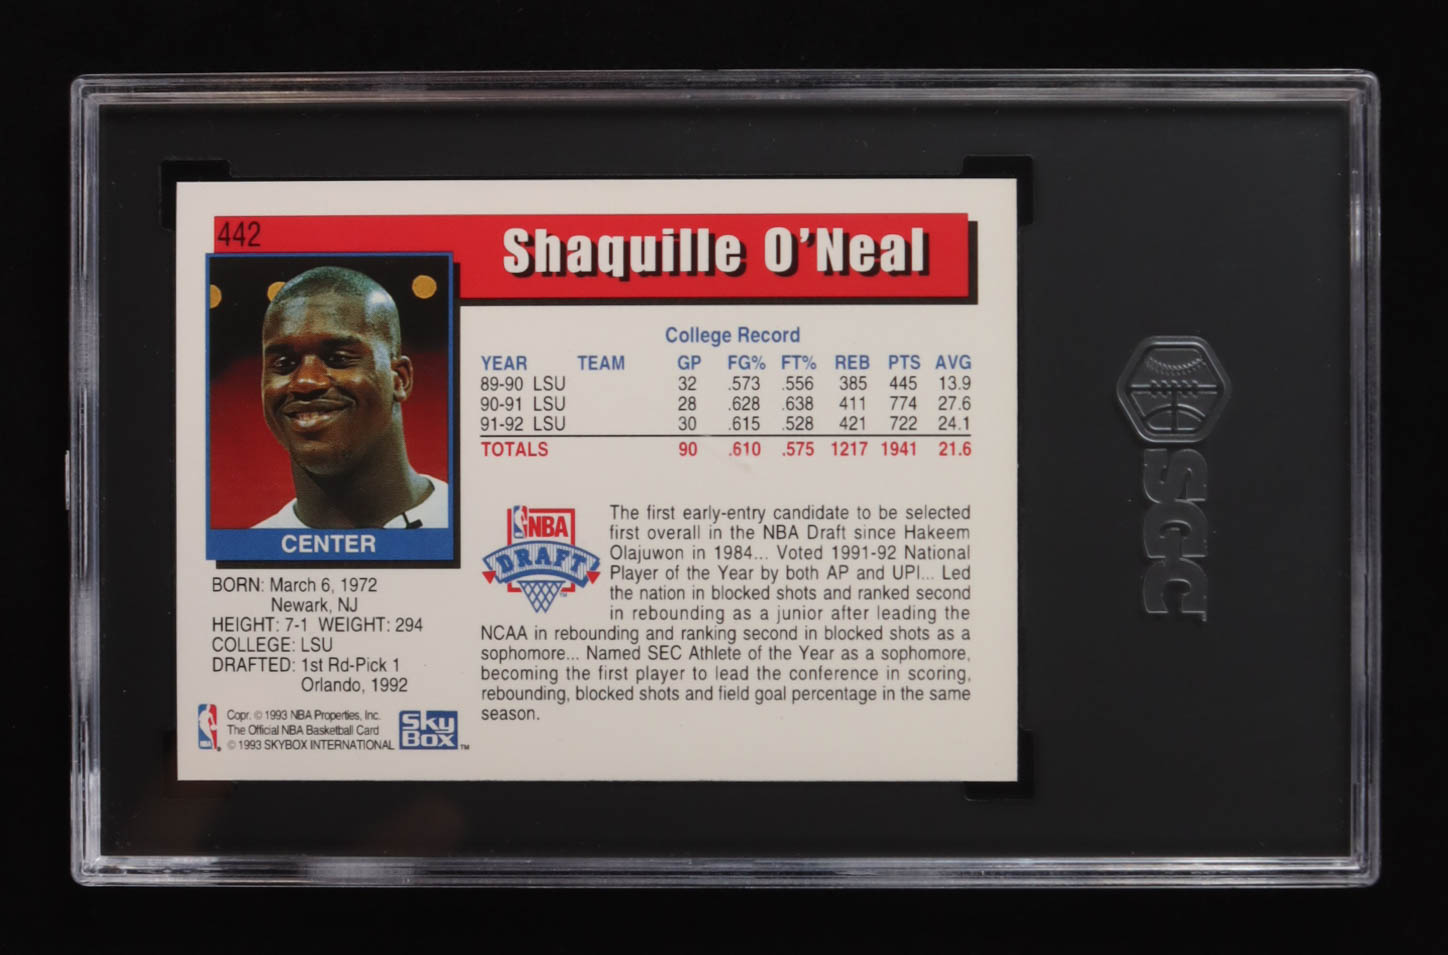 442
Shaquille O'Neal
CENTER
BORN: March 6, 1972
Newark, NJ
HEIGHT: 7-1 WEIGHT: 294
COLLEGE: LSU
DRAFTED: 1st Rd-Pick 1
Orlando, 1992
Copr. © 1993 NBA Properties, Inc.
The Official NBA Basketball Card
© 1993 SKYBOX INTERNATIONAL
NBA
Sky
BOX™
College Record
YEAR TEAM GP FG% FT% REB PTS AVG
89-90 LSU 32 .573 .556 385 445 13.9
90-91 LSU 28 .628 .638 411 774 27.6
91-92 LSU 30 .615 .528 421 722 24.1
TOTALS 90 .610 .575 1217 1941 21.6
NBA
DRAFT
™
The first early-entry candidate to be selected
first overall in the NBA Draft since Hakeem
Olajuwon in 1984... Voted 1991-92 National
Player of the Year by both AP and UPI... Led
the nation in blocked shots and ranked second
in rebounding as a junior after leading the
NCAA in rebounding and ranking second in blocked shots as a
sophomore... Named SEC Athlete of the Year as a sophomore,
becoming the first player to lead the conference in scoring,
rebounding, blocked shots and field goal percentage in the same
season.
SGC